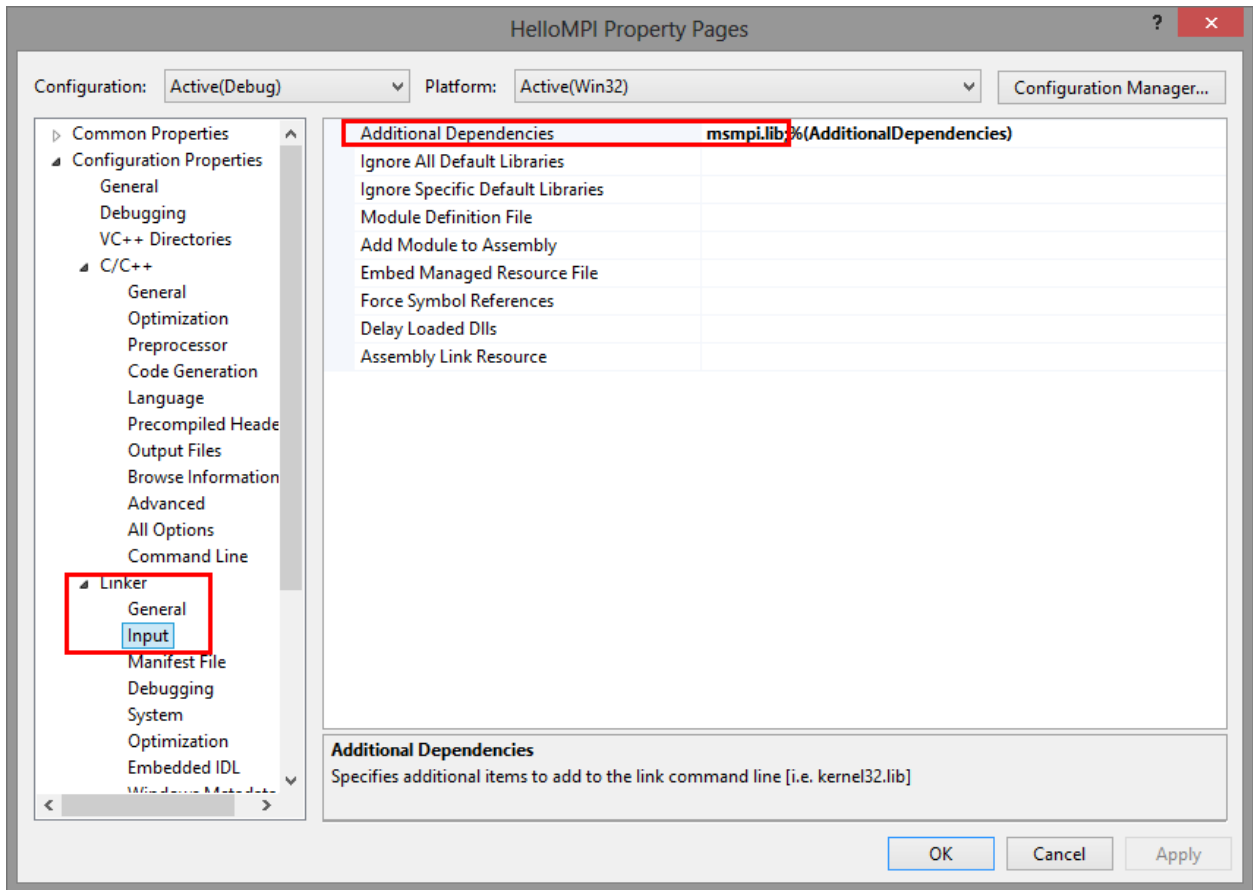 HelloMPI Property Pages
?
Configuration: Active(Debug) Platform: Active(Win32) Configuration Manager...
Common Properties
Configuration Properties
General
Debugging
VC++ Directories
C/C++
General
Optimization
Preprocessor
Code Generation
Language
Precompiled Heade
Output Files
Browse Information
Advanced
All Options
Command Line
Linker
General
Input
Manifest File
Debugging
System
Optimization
Embedded IDL
Windows Metadata
Additional Dependencies msmpi.lib;%(AdditionalDependencies)
Ignore All Default Libraries
Ignore Specific Default Libraries
Module Definition File
Add Module to Assembly
Embed Managed Resource File
Force Symbol References
Delay Loaded Dlls
Assembly Link Resource
Additional Dependencies
Specifies additional items to add to the link command line [i.e. kernel32.lib]
OK Cancel Apply